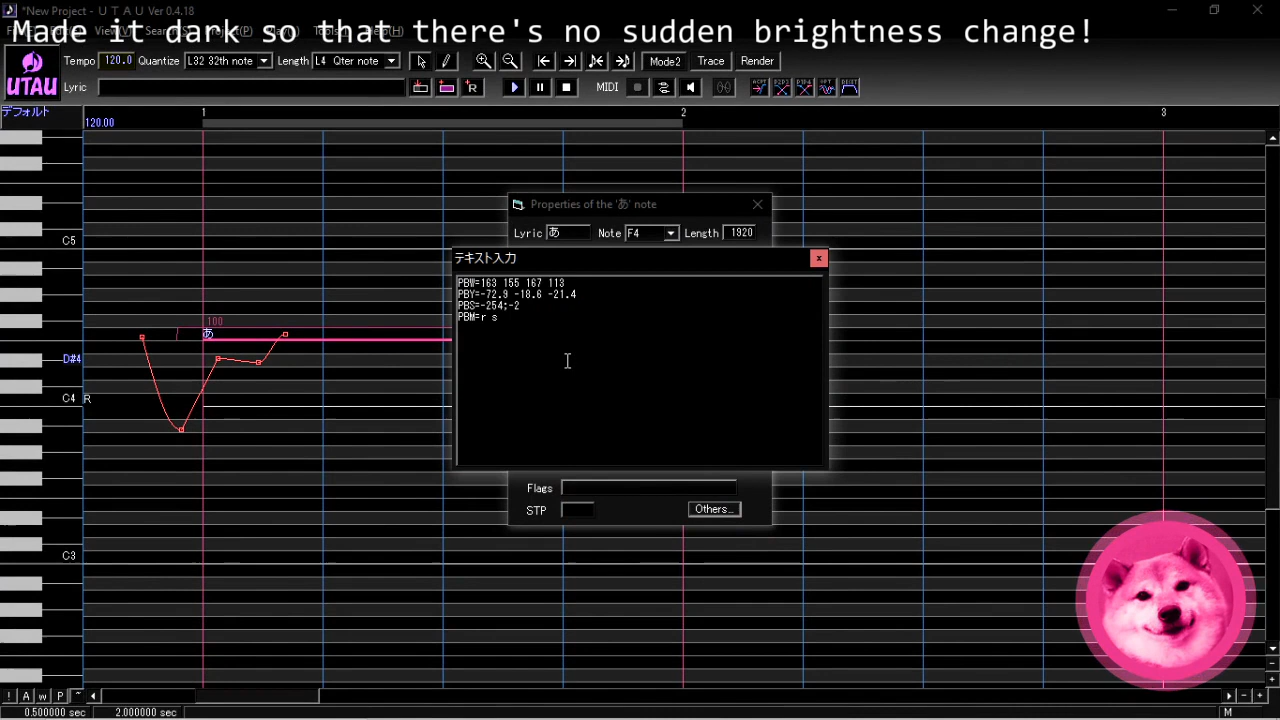 *New Project - U T A U Ver 0.4.18
Made it dark so that there's no sudden brightness change!
UTAU
Tempo 120.0 Quantize L32 32th note Length L4 Qter note Mode2 Trace Render
Lyric R MIDI
デフォルト
120.00
1 2 3
C5
D#4
C4 R
C3
100
あ
Properties of the 'あ' note
Lyric あ Note F4 Length 1920
テキスト入力 x
PBW=163 155 167 113
PBY=-72.9 -18.6 -21.4
PBS=-254;-2
PBM=r s
Flags
STP Others...
! A w P ~
0.500000 sec 2.000000 sec M